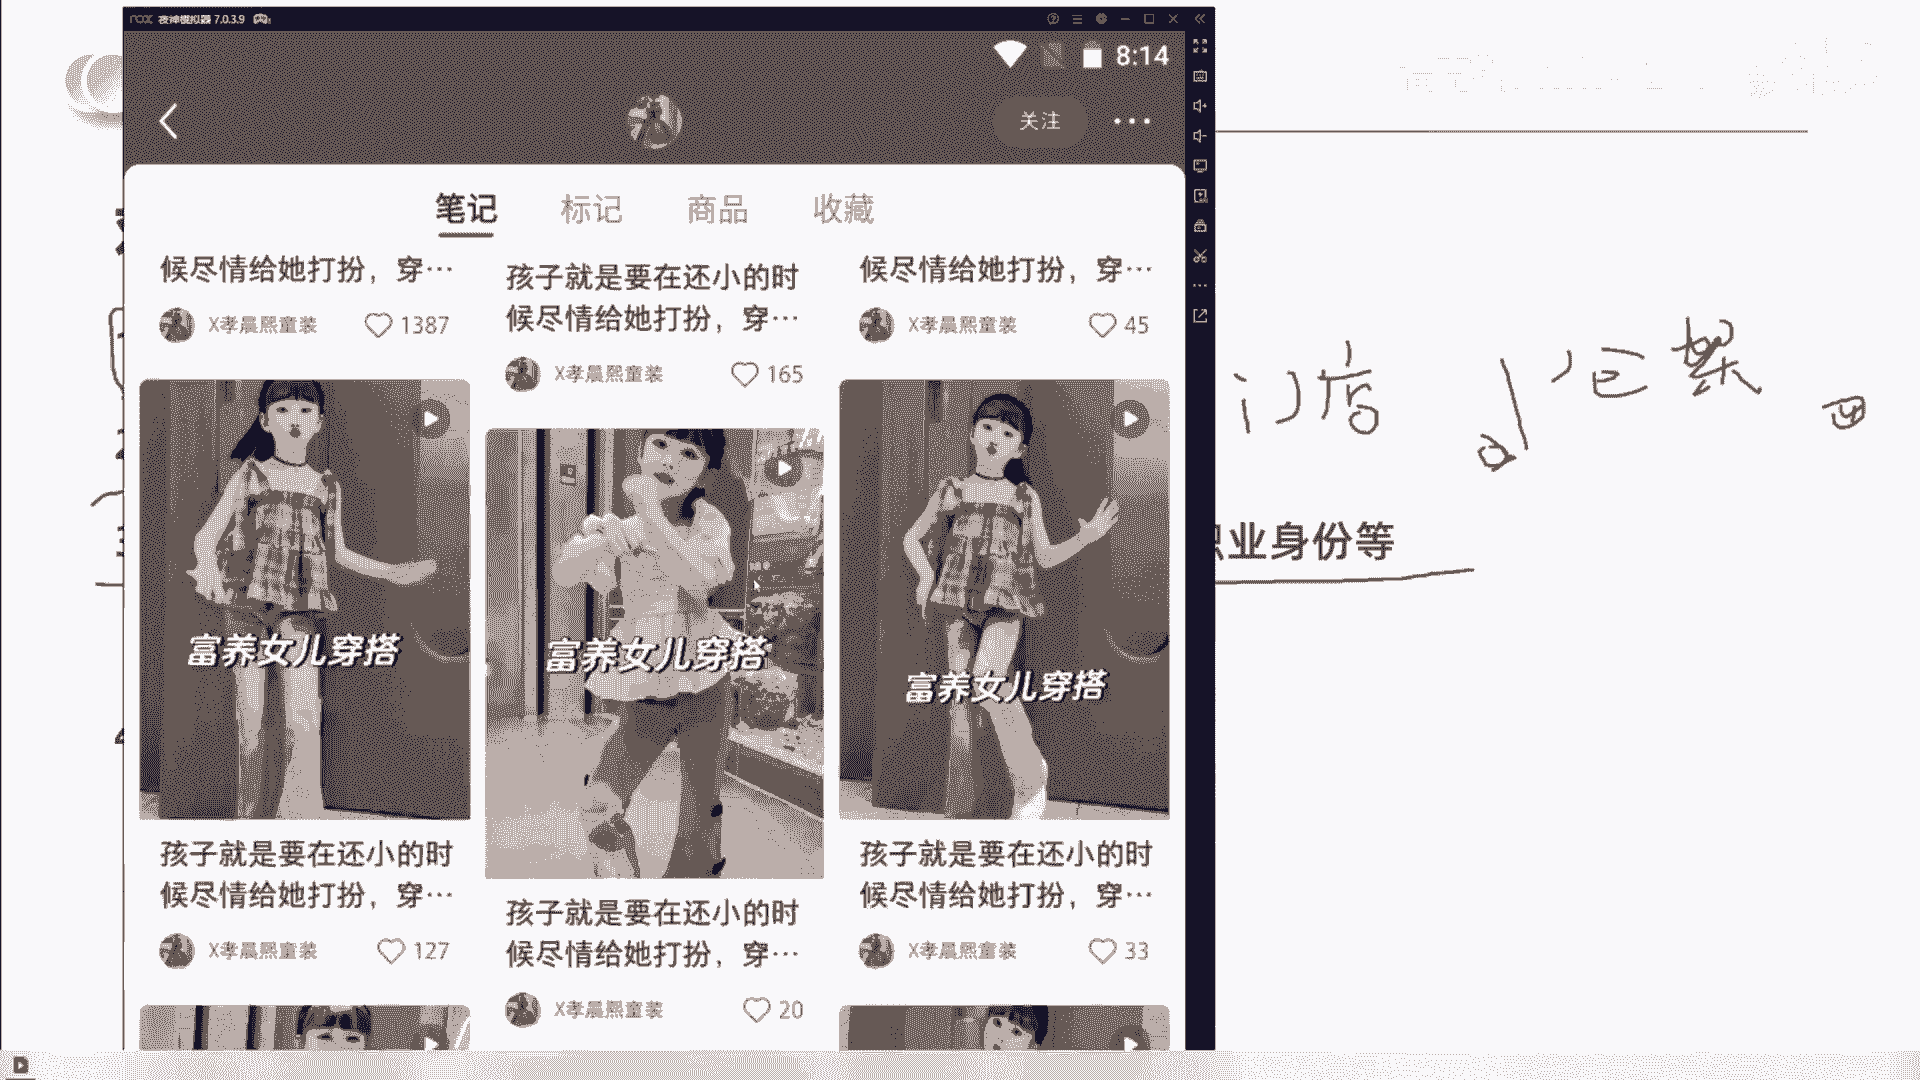 nox 夜神模拟器 7.0.3.9
8:14
关注
笔记 标记 商品 收藏
候尽情给她打扮，穿…
X孝晨熙童装 1387
孩子就是要在还小的时
候尽情给她打扮，穿…
X孝晨熙童装 165
候尽情给她打扮，穿…
X孝晨熙童装 45
富养女儿穿搭
孩子就是要在还小的时
候尽情给她打扮，穿…
X孝晨熙童装 127
富养女儿穿搭
孩子就是要在还小的时
候尽情给她打扮，穿…
X孝晨熙童装 20
富养女儿穿搭
孩子就是要在还小的时
候尽情给她打扮，穿…
X孝晨熙童装 33
门店
职业身份等